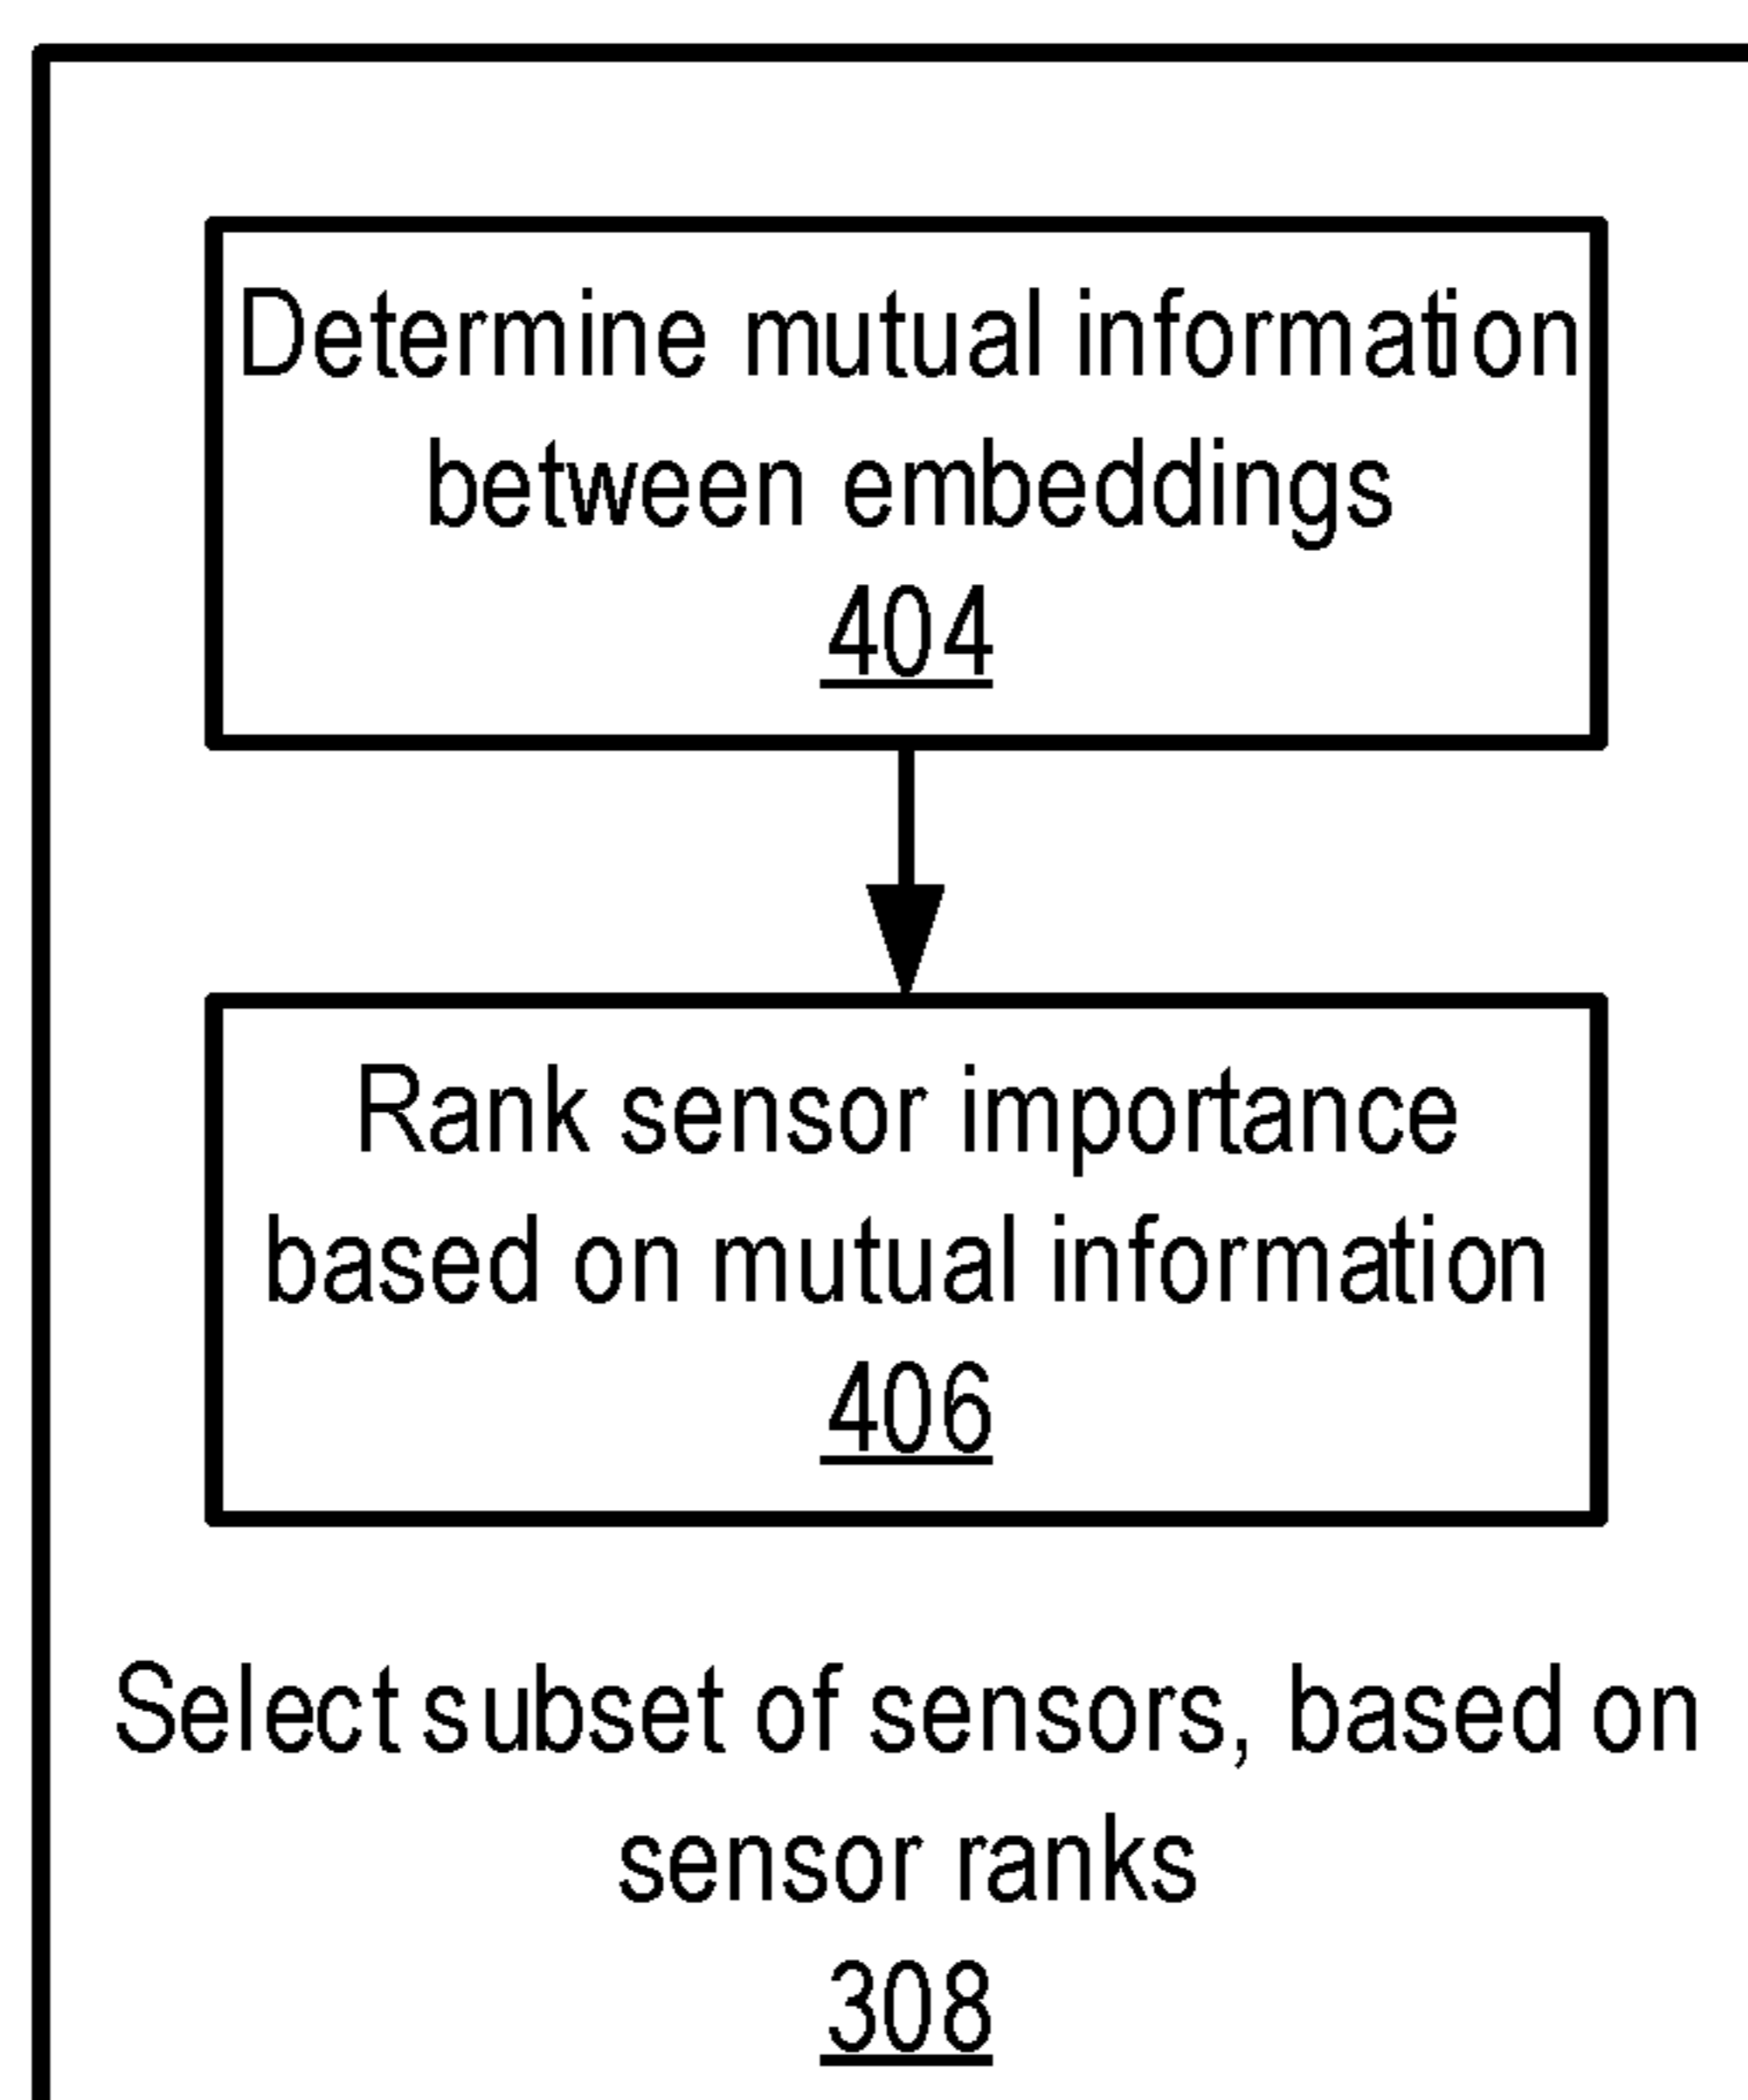 Determine mutual information
between embeddings
404
Rank sensor importance
based on mutual information
406
Select subset of sensors, based on
sensor ranks
308